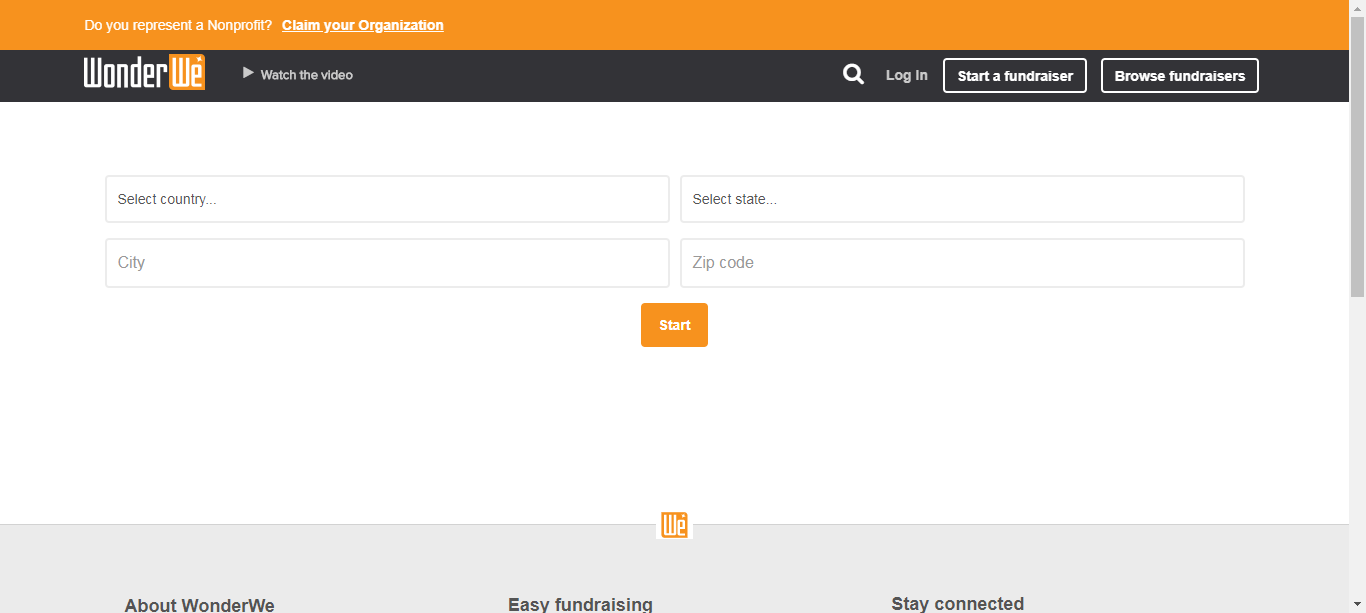 Do you represent a Nonprofit? Claim your Organization
WonderWe
Watch the video
Log In
Start a fundraiser
Browse fundraisers
Select country...
Select state...
City
Zip code
Start
We
About WonderWe
Easy fundraising
Stay connected